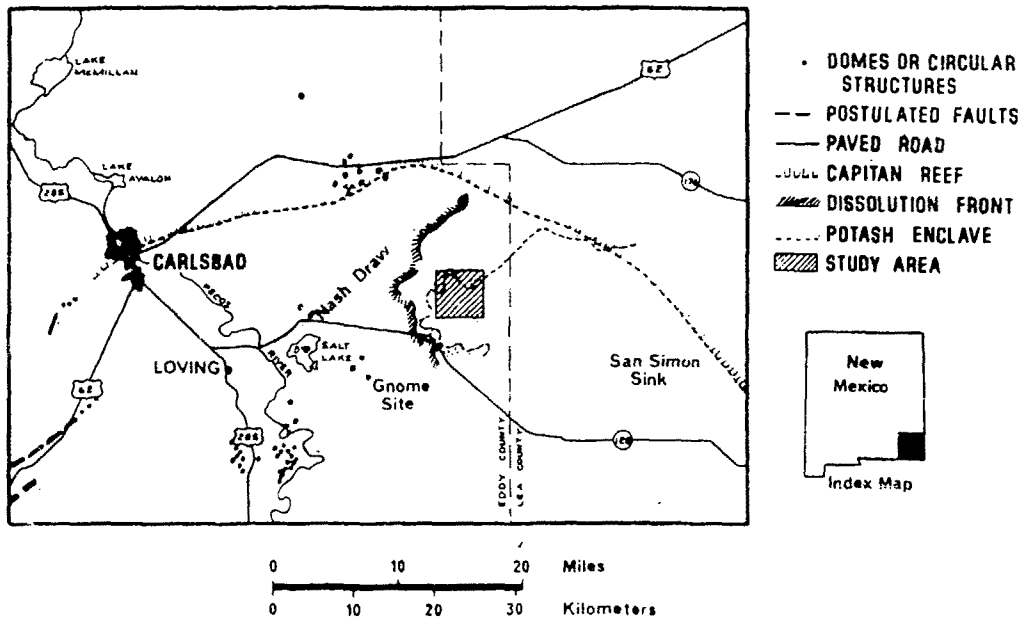 LAKE
McMILLAN
LAKE
AVALON
285
62
CARLSBAD
PECOS
RIVER
Nash Draw
SALT
LAKE
LOVING
Gnome
Site
62
285
San Simon
Sink
128
EDDY COUNTY
LEA COUNTY
DOMES OR CIRCULAR
STRUCTURES
POSTULATED FAULTS
PAVED ROAD
CAPITAN REEF
DISSOLUTION FRONT
POTASH ENCLAVE
STUDY AREA
New
Mexico
Index Map
0 10 20 Miles
0 10 20 30 Kilometers